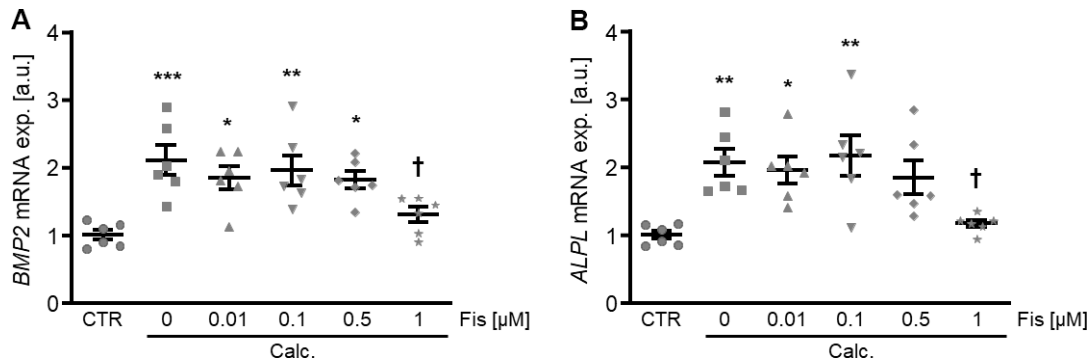 A
BMP2 mRNA exp. [a.u.]
4
3
2
1
0
***
*
**
*
†
CTR 0 0.01 0.1 0.5 1 Fis [µM]
Calc.
B
ALPL mRNA exp. [a.u.]
4
3
2
1
0
**
*
**
†
CTR 0 0.01 0.1 0.5 1 Fis [µM]
Calc.